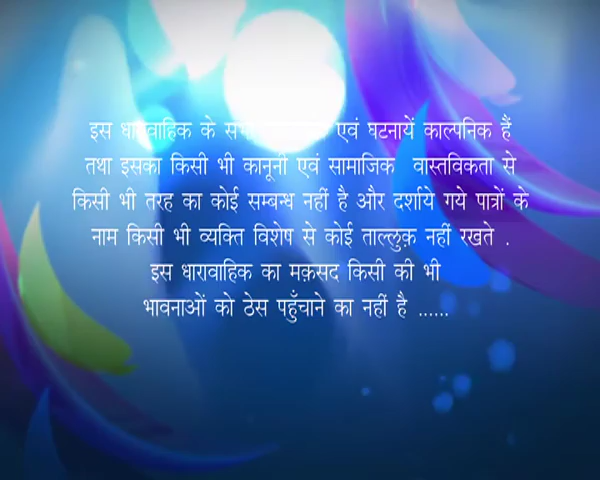 इस धारावाहिक के एवं घटनायें काल्पनिक हैं
तथा इसका किसी भी कानूनी एवं सामाजिक वास्तविकता से
किसी भी तरह का कोई सम्बन्ध नहीं है और दर्शाये गये पात्रों के
नाम किसी भी व्यक्ति विशेष से कोई ताल्लुक़ नहीं रखते .
इस धारावाहिक का मक़सद किसी की भी
भावनाओं को ठेस पहुँचाने का नहीं है ......